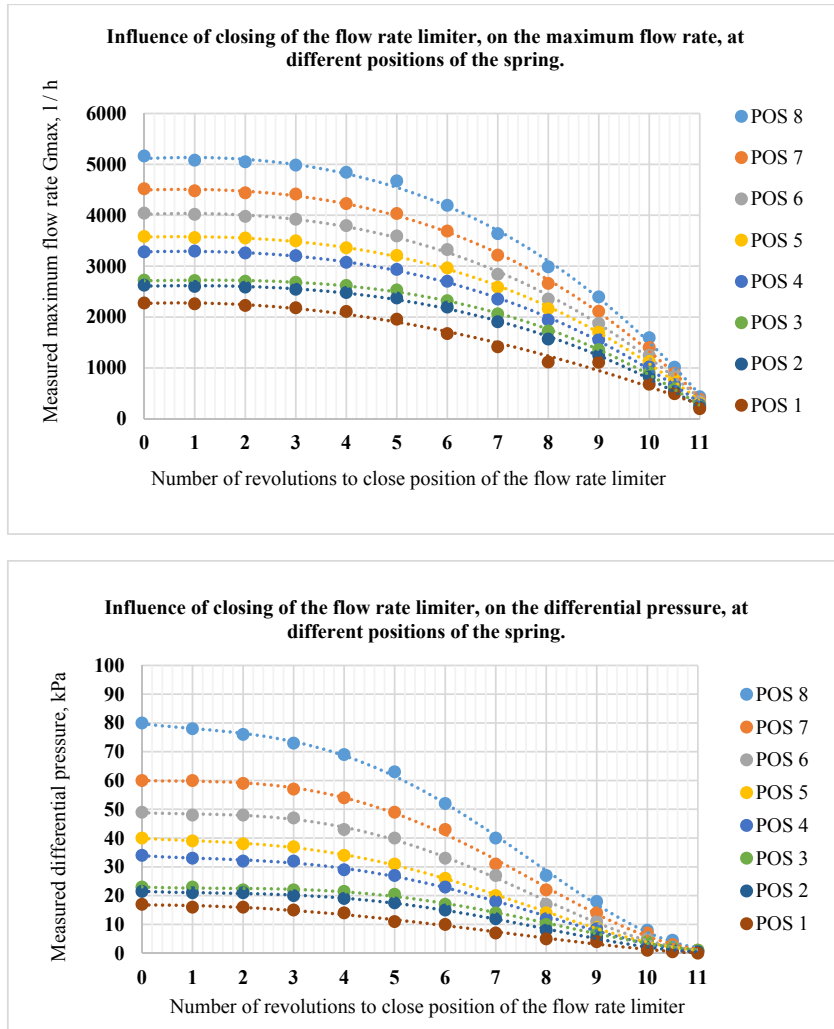 Influence of closing of the flow rate limiter, on the maximum flow rate, at
different positions of the spring.
Measured maximum flow rate Gmax, l / h
6000
5000
4000
3000
2000
1000
0
0 1 2 3 4 5 6 7 8 9 10 11
Number of revolutions to close position of the flow rate limiter
POS 8
POS 7
POS 6
POS 5
POS 4
POS 3
POS 2
POS 1
Influence of closing of the flow rate limiter, on the differential pressure, at
different positions of the spring.
Measured differential pressure, kPa
100
90
80
70
60
50
40
30
20
10
0
0 1 2 3 4 5 6 7 8 9 10 11
Number of revolutions to close position of the flow rate limiter
POS 8
POS 7
POS 6
POS 5
POS 4
POS 3
POS 2
POS 1